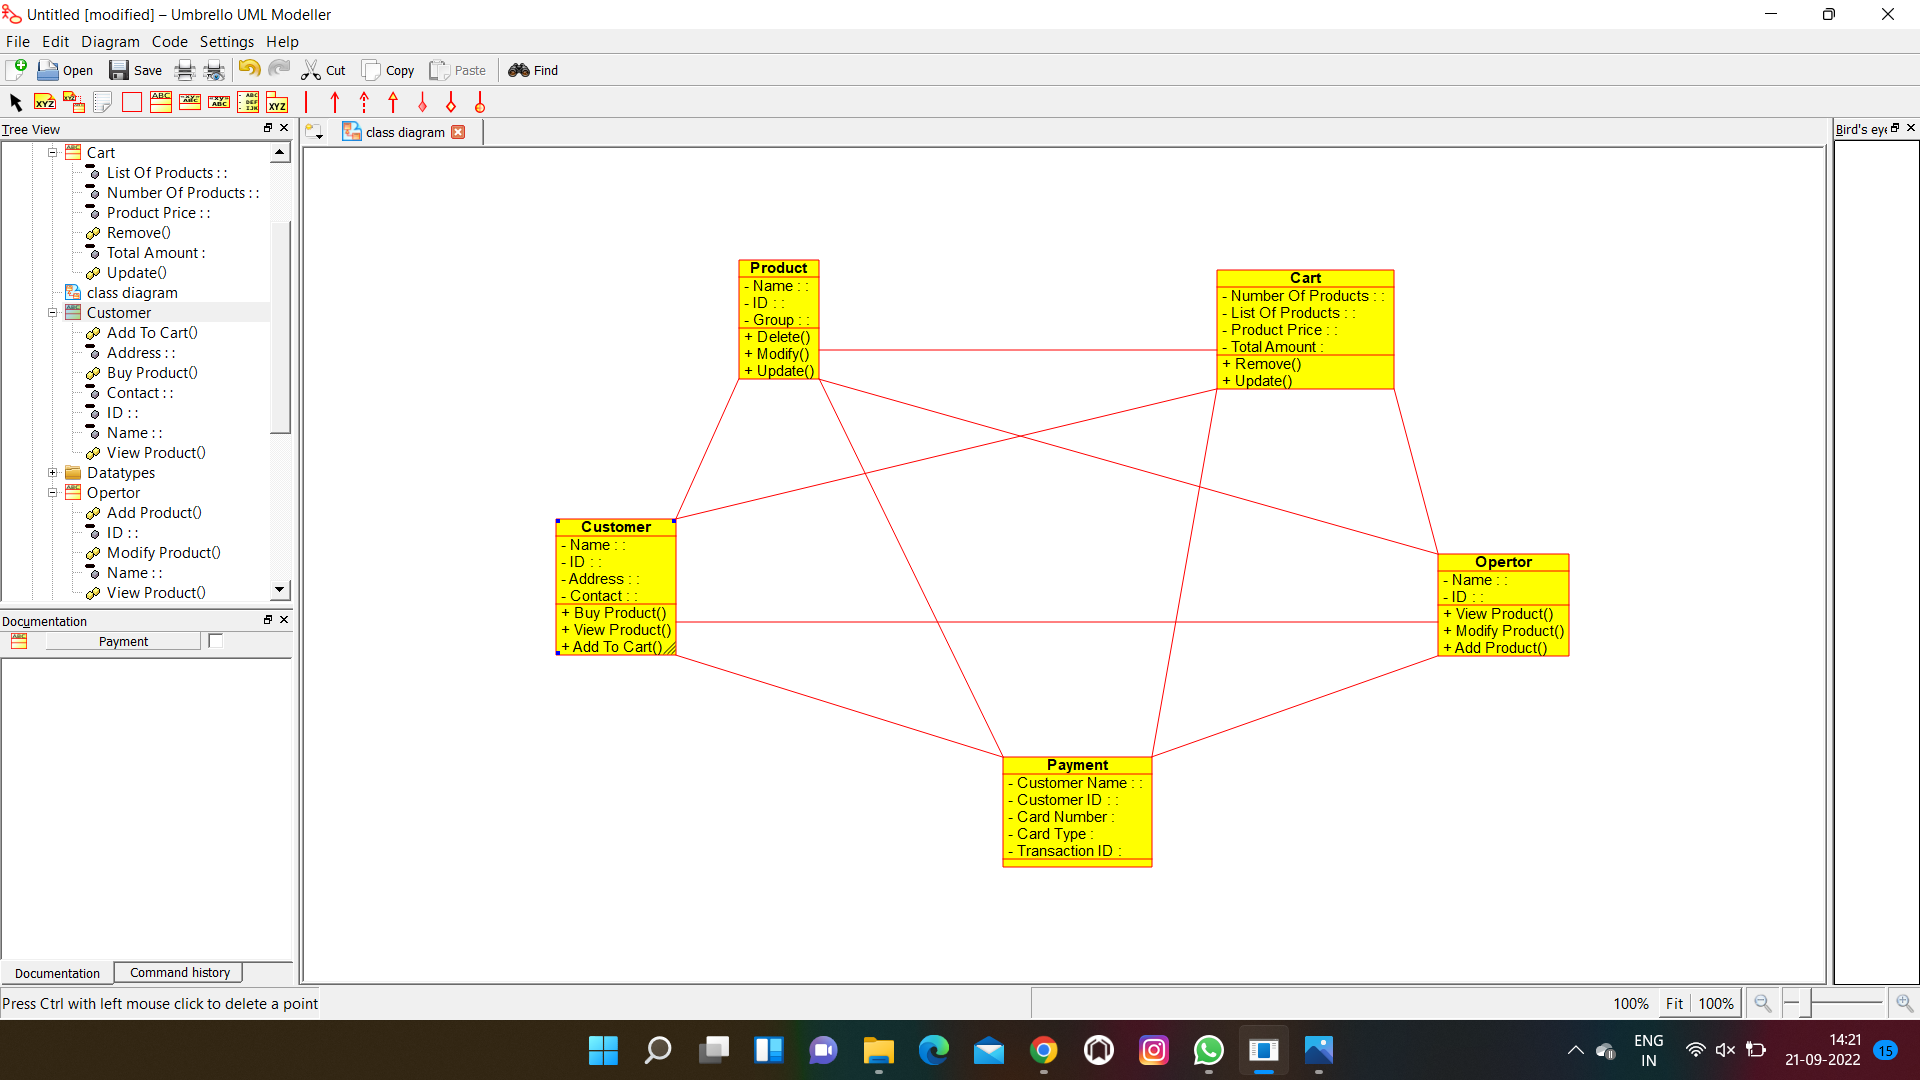 Untitled [modified] – Umbrello UML Modeller
File Edit Diagram Code Settings Help
Open Save Cut Copy Paste Find
Tree View
class diagram
Bird's eye
Cart
List Of Products : :
Number Of Products : :
Product Price : :
Remove()
Total Amount :
Update()
class diagram
Customer
Add To Cart()
Address : :
Buy Product()
Contact : :
ID : :
Name : :
View Product()
Datatypes
Opertor
Add Product()
ID : :
Modify Product()
Name : :
View Product()
Documentation
Payment
Documentation Command history
Product
- Name : :
- ID : :
- Group : :
+ Delete()
+ Modify()
+ Update()
Cart
- Number Of Products : :
- List Of Products : :
- Product Price : :
- Total Amount :
+ Remove()
+ Update()
Customer
- Name : :
- ID : :
- Address : :
- Contact : :
+ Buy Product()
+ View Product()
+ Add To Cart()
Opertor
- Name : :
- ID : :
+ View Product()
+ Modify Product()
+ Add Product()
Payment
- Customer Name : :
- Customer ID : :
- Card Number :
- Card Type :
- Transaction ID :
Press Ctrl with left mouse click to delete a point
100% Fit 100%
ENG
IN
14:21
21-09-2022
15